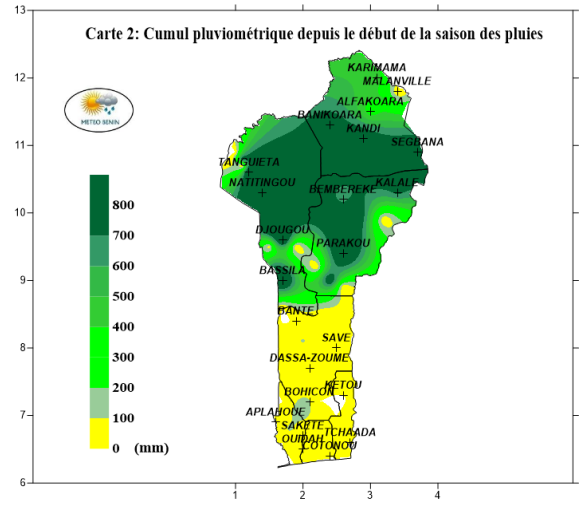 Carte 2: Cumul pluviométrique depuis le début de la saison des pluies
13
12
11
10
9
8
7
6
METEO BENIN
KARIMAMA
MALANVILLE
ALFAKOARA
BANIKOARA
KANDI
SEGBANA
TANGUIETA
NATITINGOU
BEMBEREKE
KALALE
DJOUGOU
PARAKOU
BASSILA
BANTE
SAVE
DASSA-ZOUME
KETOU
BOHICON
APLAHOUE
SAKETE
TCHAADA
OUIDAH
COTONOU
800
700
600
500
400
300
200
100
0 (mm)
1 2 3 4